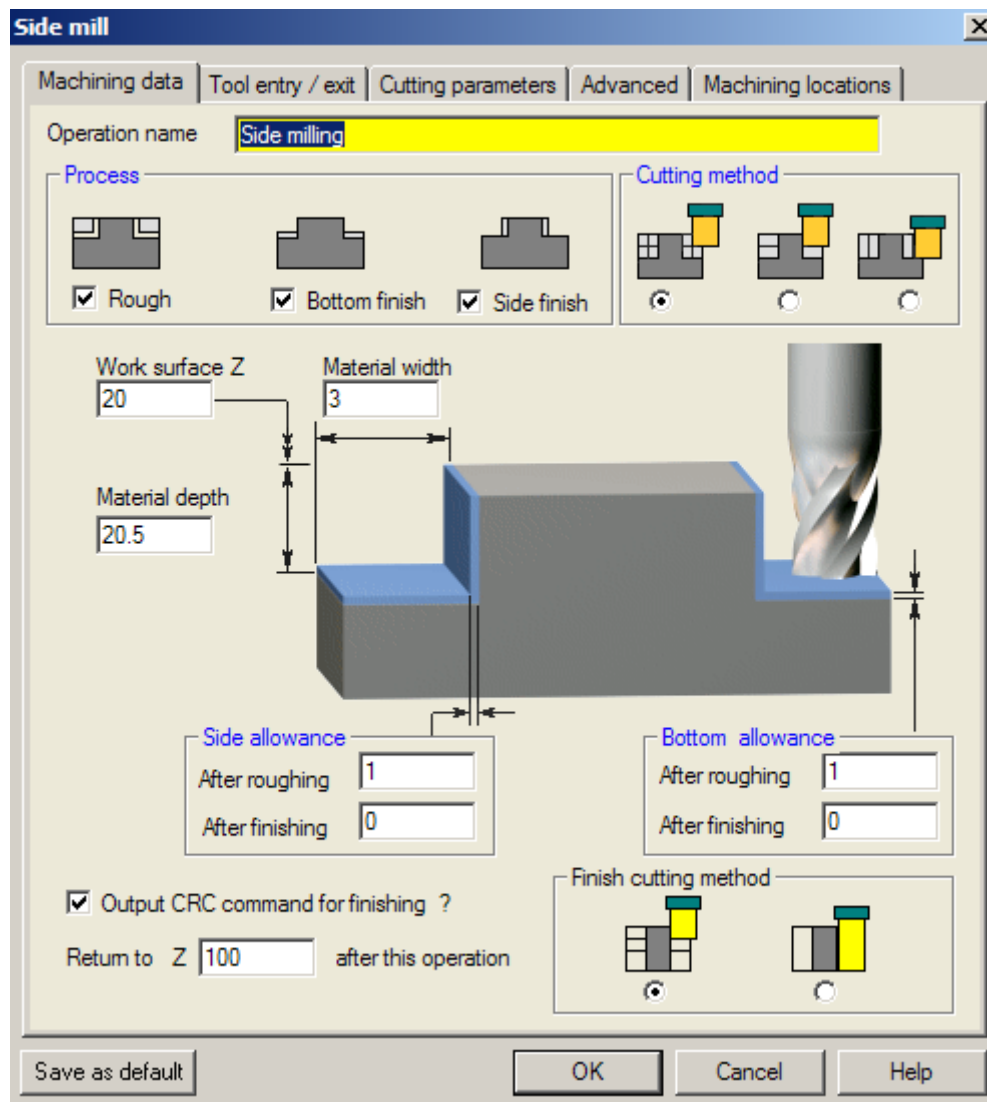 Side mill
Machining data Tool entry / exit Cutting parameters Advanced Machining locations
Operation name Side milling
Process Cutting method
Rough Bottom finish Side finish
Work surface Z Material width
20 3
Material depth
20.5
Side allowance Bottom allowance
After roughing 1 After roughing 1
After finishing 0 After finishing 0
Finish cutting method
Output CRC command for finishing ?
Return to Z 100 after this operation
Save as default OK Cancel Help